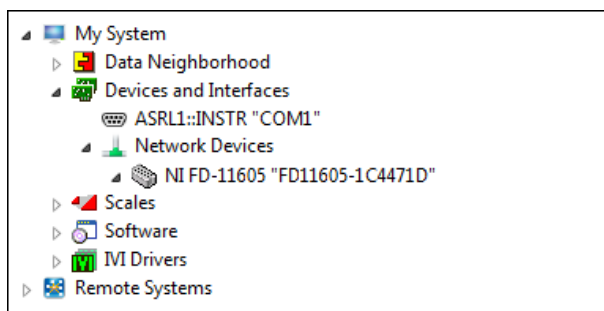 My System
Data Neighborhood
Devices and Interfaces
ASRL1::INSTR "COM1"
Network Devices
NI FD-11605 "FD11605-1C4471D"
Scales
Software
IVI Drivers
Remote Systems